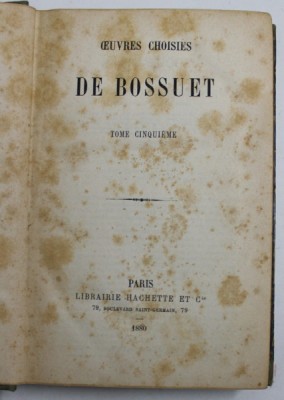 ŒUVRES CHOISIES
DE BOSSUET
TOME CINQUIÈME
PARIS
LIBRAIRIE HACHETTE ET Cie
79, BOULEVARD SAINT-GERMAIN, 79
1880